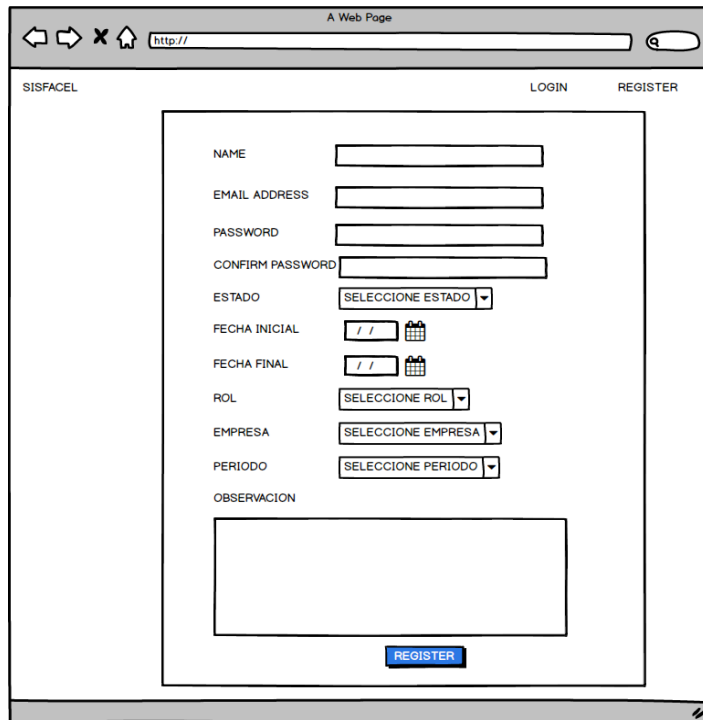 A Web Page
http://
SISFACEL LOGIN REGISTER
NAME
EMAIL ADDRESS
PASSWORD
CONFIRM PASSWORD
ESTADO SELECCIONE ESTADO
FECHA INICIAL / /
FECHA FINAL / /
ROL SELECCIONE ROL
EMPRESA SELECCIONE EMPRESA
PERIODO SELECCIONE PERIODO
OBSERVACION
REGISTER